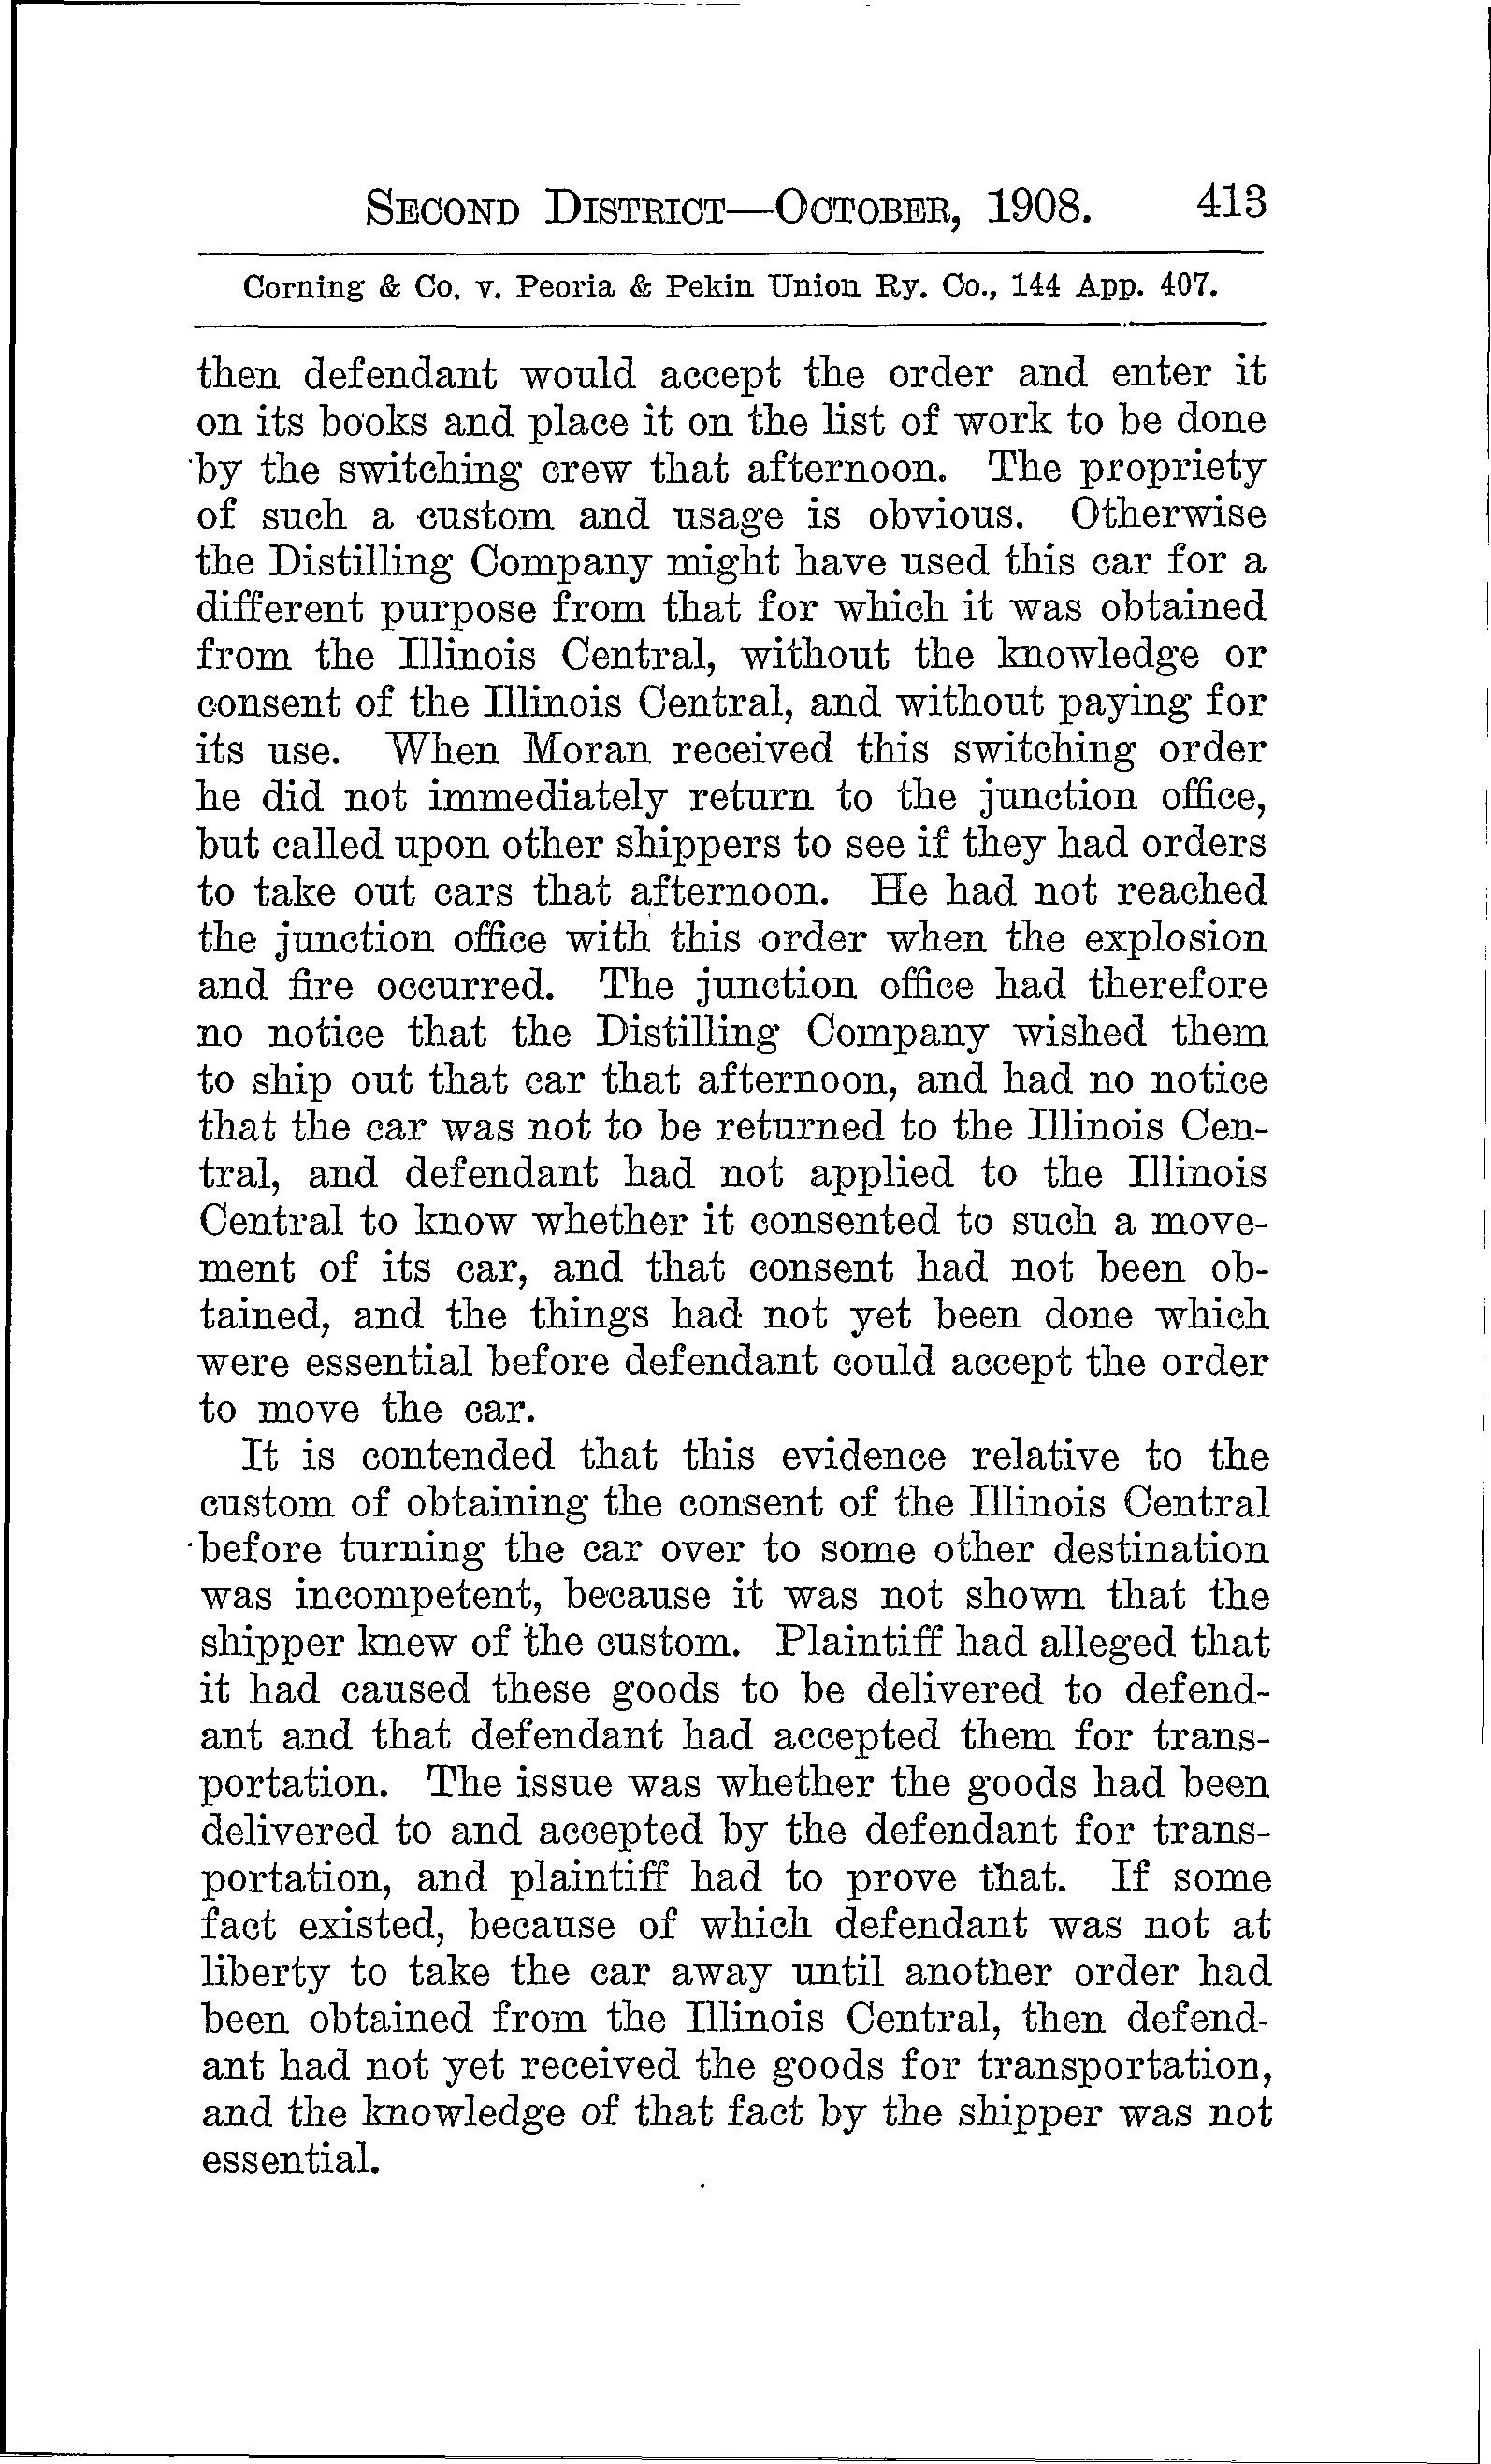 SECOND DISTRICT—OCTOBER, 1908. 413
Corning & Co. v. Peoria & Pekin Union Ry. Co., 144 App. 407.
then defendant would accept the order and enter it
on its books and place it on the list of work to be done
by the switching crew that afternoon. The propriety
of such a custom and usage is obvious. Otherwise
the Distilling Company might have used this car for a
different purpose from that for which it was obtained
from the Illinois Central, without the knowledge or
consent of the Illinois Central, and without paying for
its use. When Moran received this switching order
he did not immediately return to the junction office,
but called upon other shippers to see if they had orders
to take out cars that afternoon. He had not reached
the junction office with this order when the explosion
and fire occurred. The junction office had therefore
no notice that the Distilling Company wished them
to ship out that car that afternoon, and had no notice
that the car was not to be returned to the Illinois Cen-
tral, and defendant had not applied to the Illinois
Central to know whether it consented to such a move-
ment of its car, and that consent had not been ob-
tained, and the things had not yet been done which
were essential before defendant could accept the order
to move the car.
It is contended that this evidence relative to the
custom of obtaining the consent of the Illinois Central
before turning the car over to some other destination
was incompetent, because it was not shown that the
shipper knew of the custom. Plaintiff had alleged that
it had caused these goods to be delivered to defend-
ant and that defendant had accepted them for trans-
portation. The issue was whether the goods had been
delivered to and accepted by the defendant for trans-
portation, and plaintiff had to prove that. If some
fact existed, because of which defendant was not at
liberty to take the car away until another order had
been obtained from the Illinois Central, then defend-
ant had not yet received the goods for transportation,
and the knowledge of that fact by the shipper was not
essential.